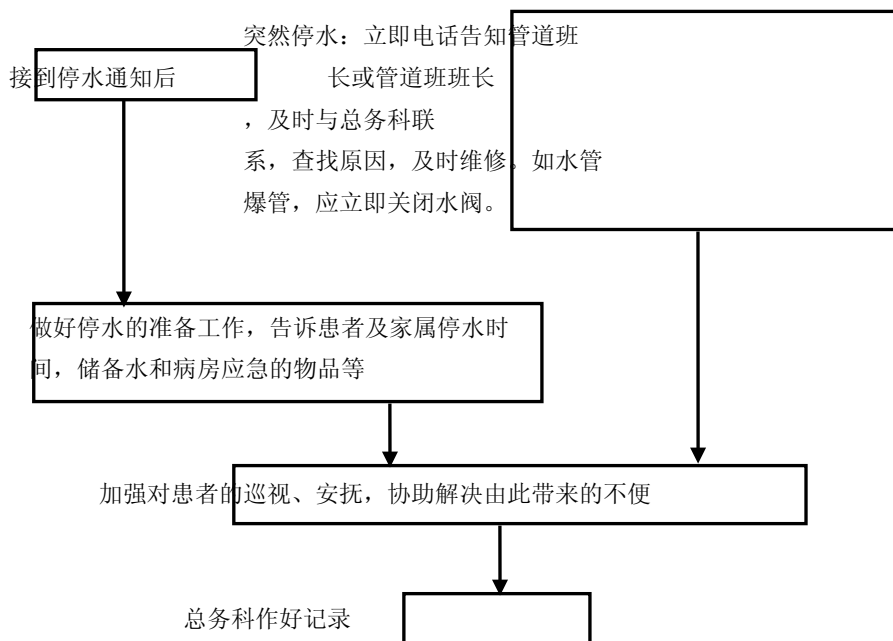 突然停水：立即电话告知管道班
接到停水通知后
长或管道班班长
，及时与总务科联
系，查找原因，及时维修。如水管
爆管，应立即关闭水阀。
做好停水的准备工作，告诉患者及家属停水时
间，储备水和病房应急的物品等
加强对患者的巡视、安抚，协助解决由此带来的不便
总务科作好记录